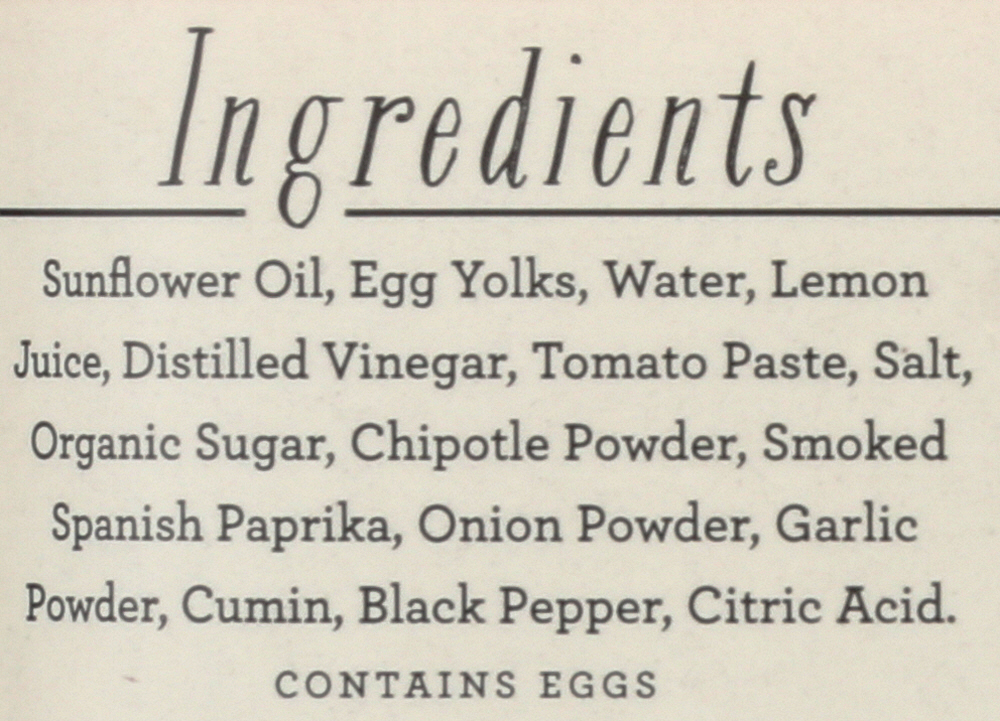 Ingredients
Sunflower Oil, Egg Yolks, Water, Lemon
Juice, Distilled Vinegar, Tomato Paste, Salt,
Organic Sugar, Chipotle Powder, Smoked
Spanish Paprika, Onion Powder, Garlic
Powder, Cumin, Black Pepper, Citric Acid.
CONTAINS EGGS